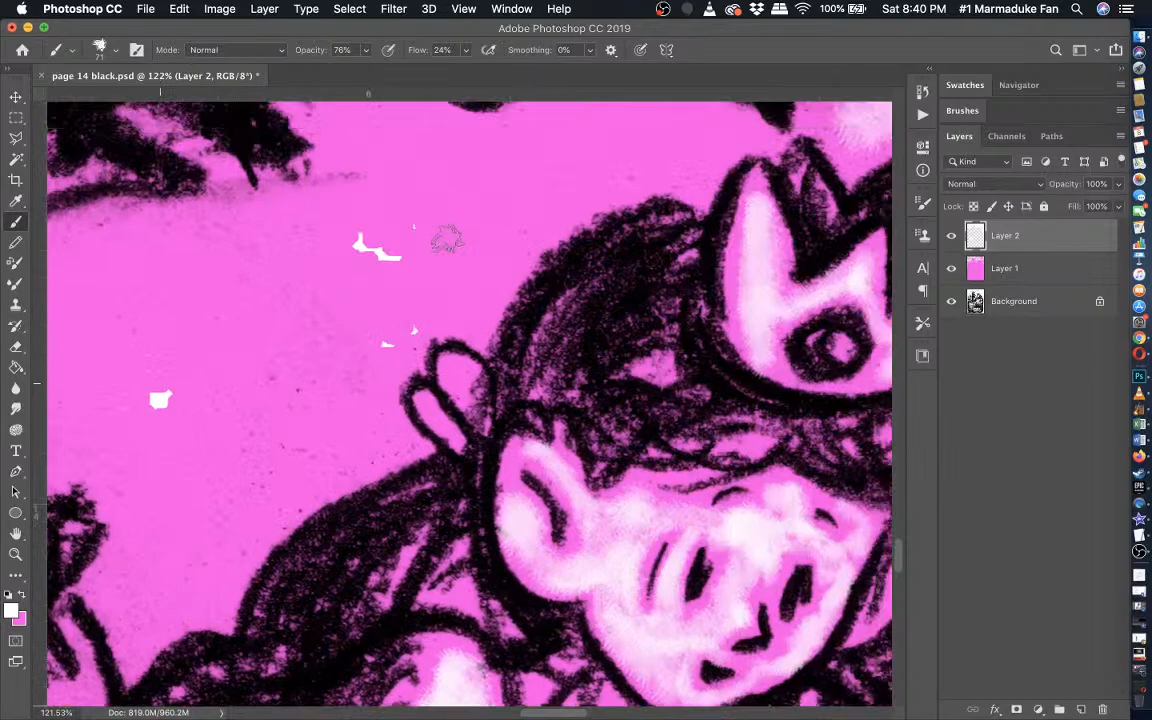 Photoshop CC File Edit Image Layer Type Select Filter 3D View Window Help 100% Sat 8:40 PM #1 Marmaduke Fan
Adobe Photoshop CC 2019
71 Mode: Normal Opacity: 76% Flow: 24% Smoothing: 0%
page 14 black.psd @ 122% (Layer 2, RGB/8*) *
6
Swatches Navigator
Brushes
Layers Channels Paths
Kind
Normal Opacity: 100%
Lock: Fill: 100%
Layer 2
Layer 1
Background
121.53% Doc: 819.0M/960.2M